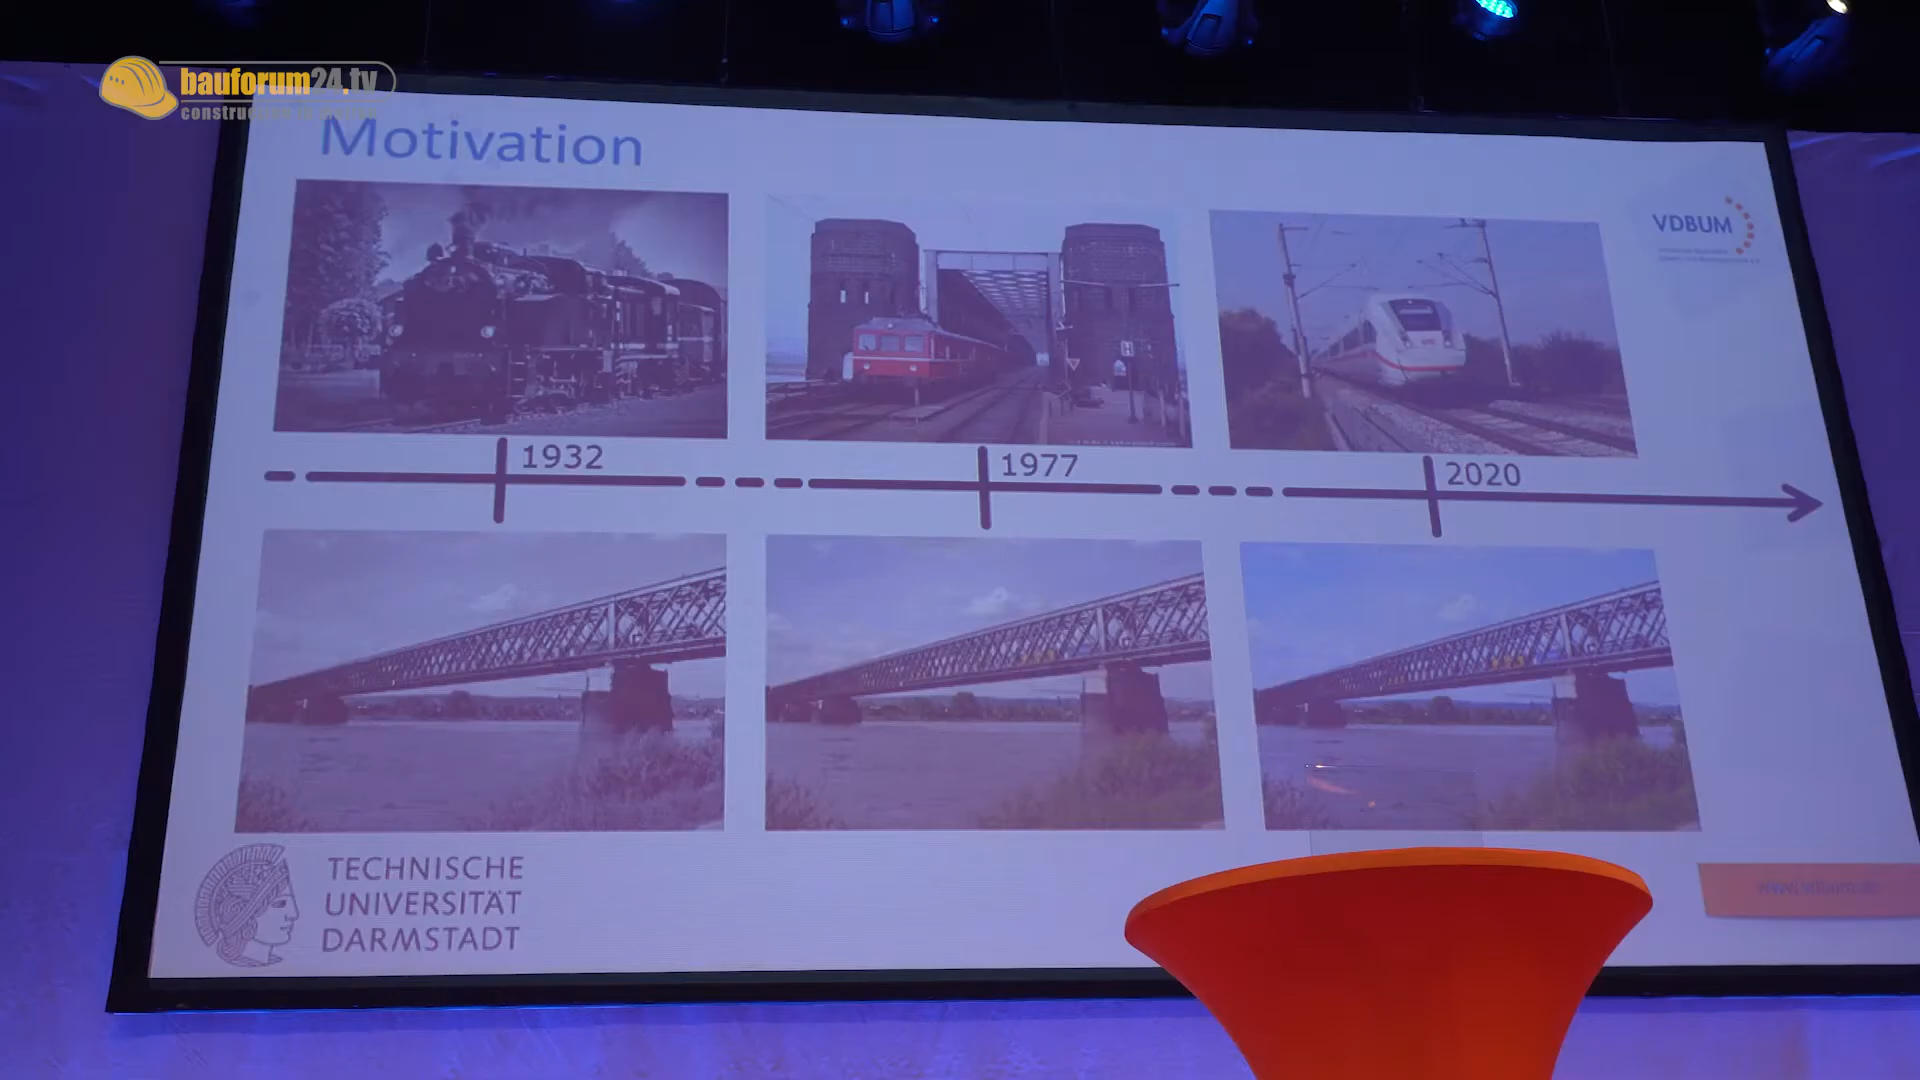 bauforum24.tv
Motivation
VDBUM
1932
1977
2020
TECHNISCHE
UNIVERSITÄT
DARMSTADT